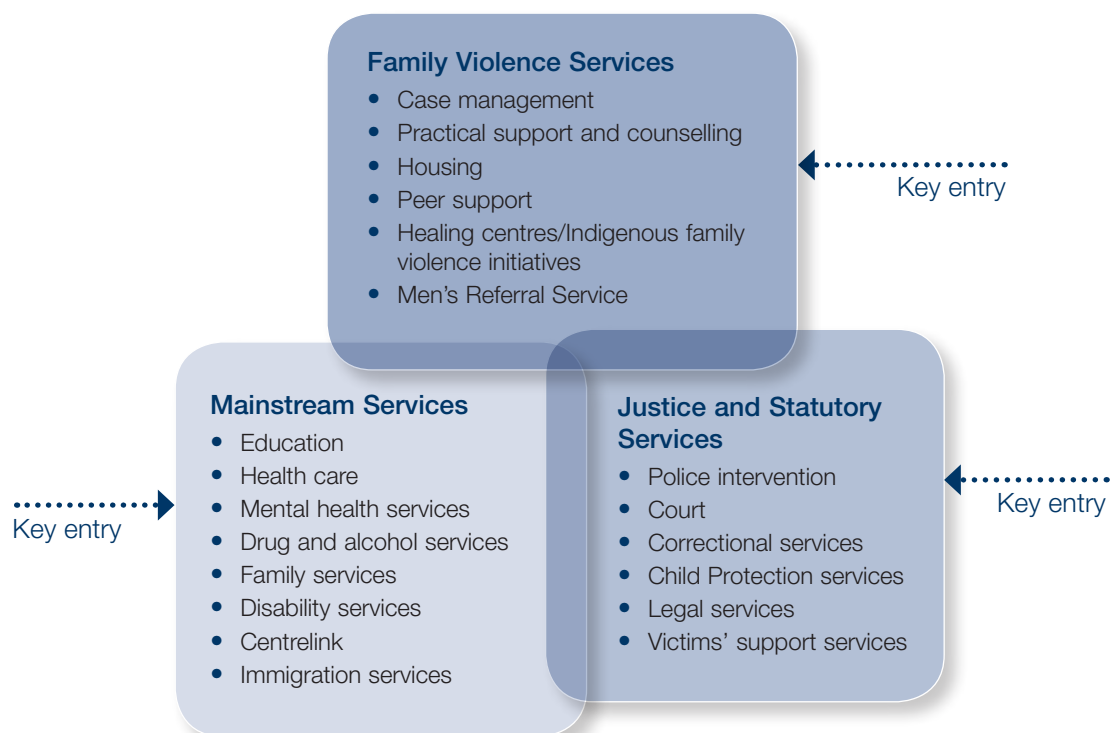 Family Violence Services
• Case management
• Practical support and counselling
• Housing
• Peer support
• Healing centres/Indigenous family
violence initiatives
• Men’s Referral Service
Key entry
Mainstream Services
• Education
• Health care
• Mental health services
• Drug and alcohol services
• Family services
• Disability services
• Centrelink
• Immigration services
Key entry
Justice and Statutory
Services
• Police intervention
• Court
• Correctional services
• Child Protection services
• Legal services
• Victims’ support services
Key entry